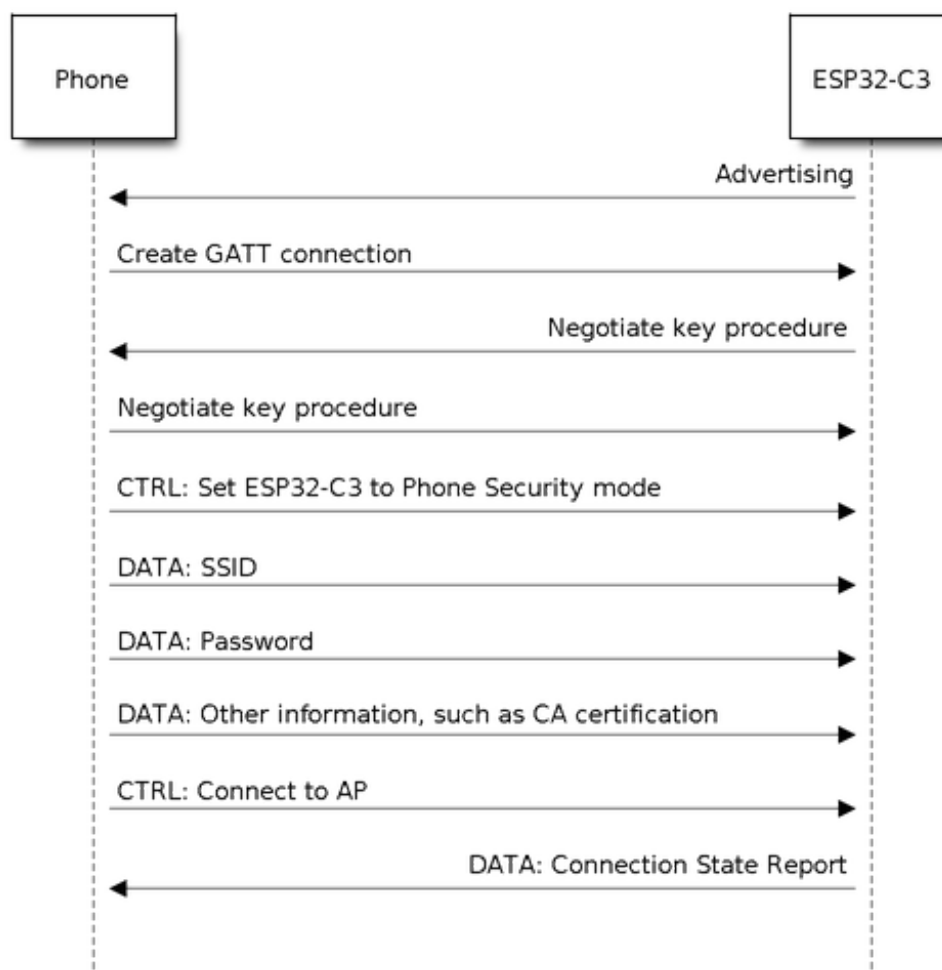 Phone
ESP32-C3
Advertising
Create GATT connection
Negotiate key procedure
Negotiate key procedure
CTRL: Set ESP32-C3 to Phone Security mode
DATA: SSID
DATA: Password
DATA: Other information, such as CA certification
CTRL: Connect to AP
DATA: Connection State Report